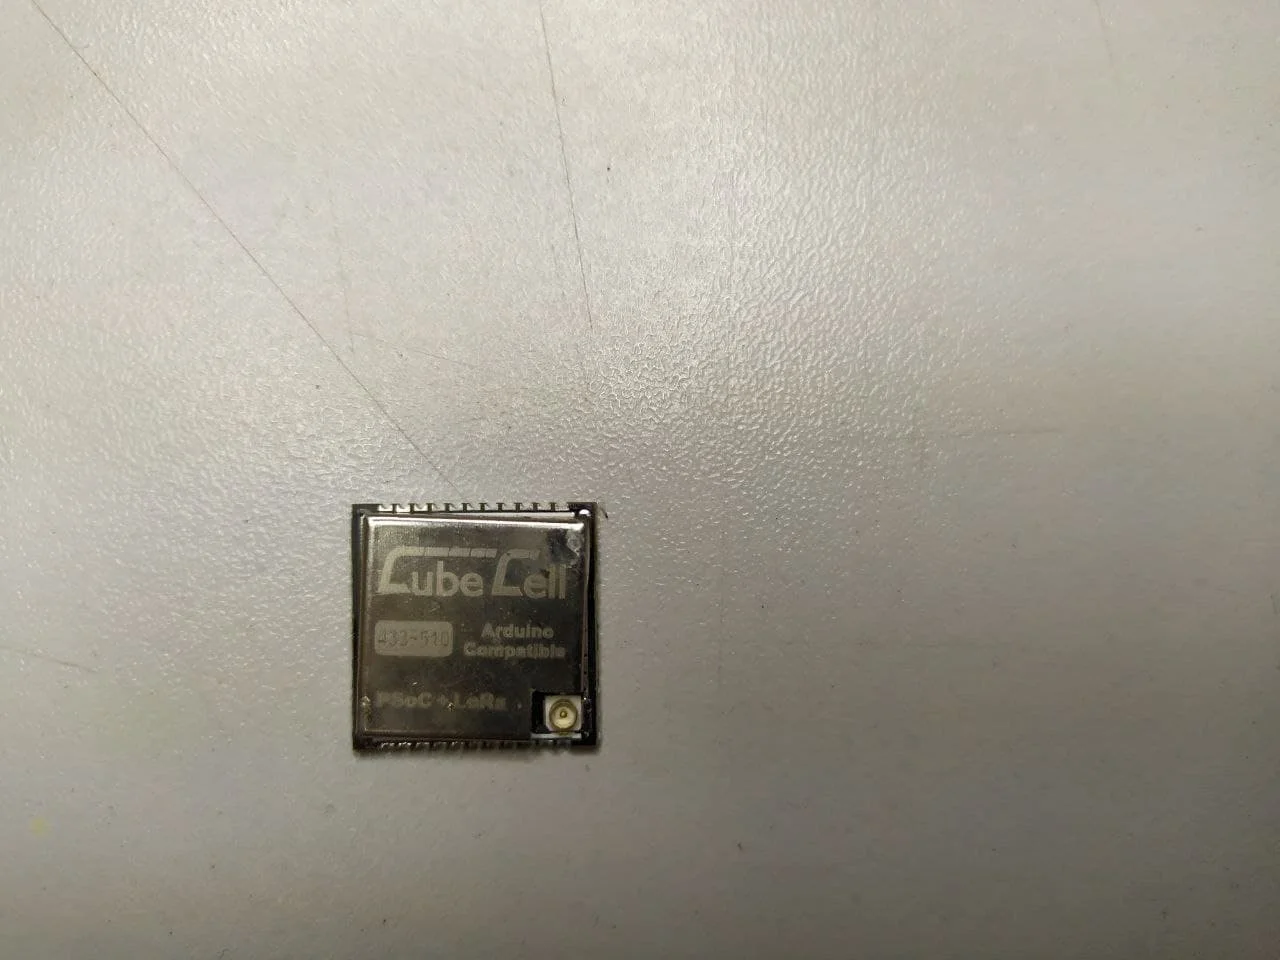 CubeCell
433-510
Arduino
Compatible
PSoC + LoRa